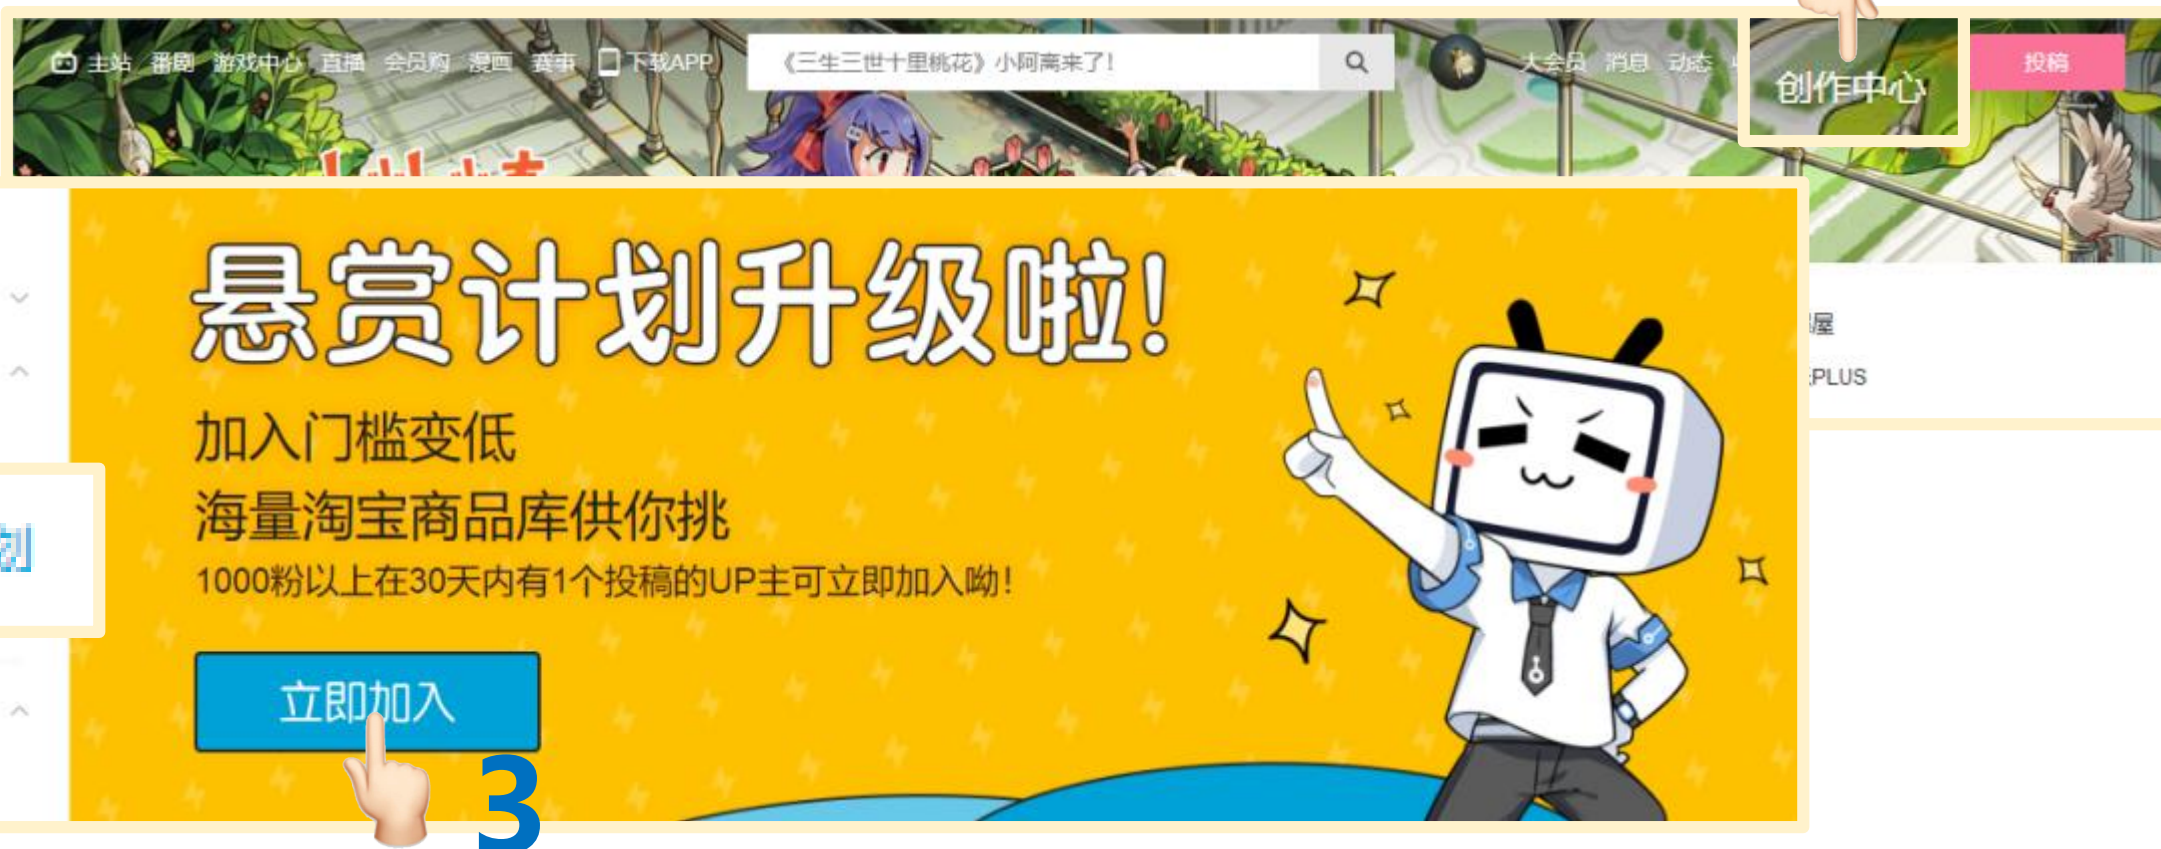 主站 番剧 游戏中心 直播 会员购 漫画 赛事 下载APP
《三生三世十里桃花》小阿离来了!
大会员 消息 动态
创作中心
投稿
悬赏计划升级啦!
屋
PLUS
加入门槛变低
海量淘宝商品库供你挑
划
1000粉以上在30天内有1个投稿的UP主可立即加入呦!
立即加入
3